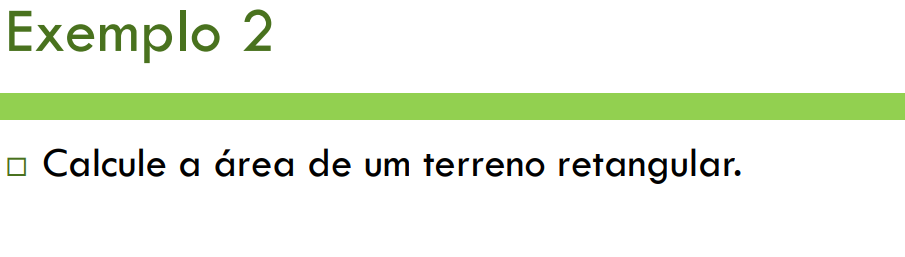 Exemplo 2
Calcule a área de um terreno retangular.